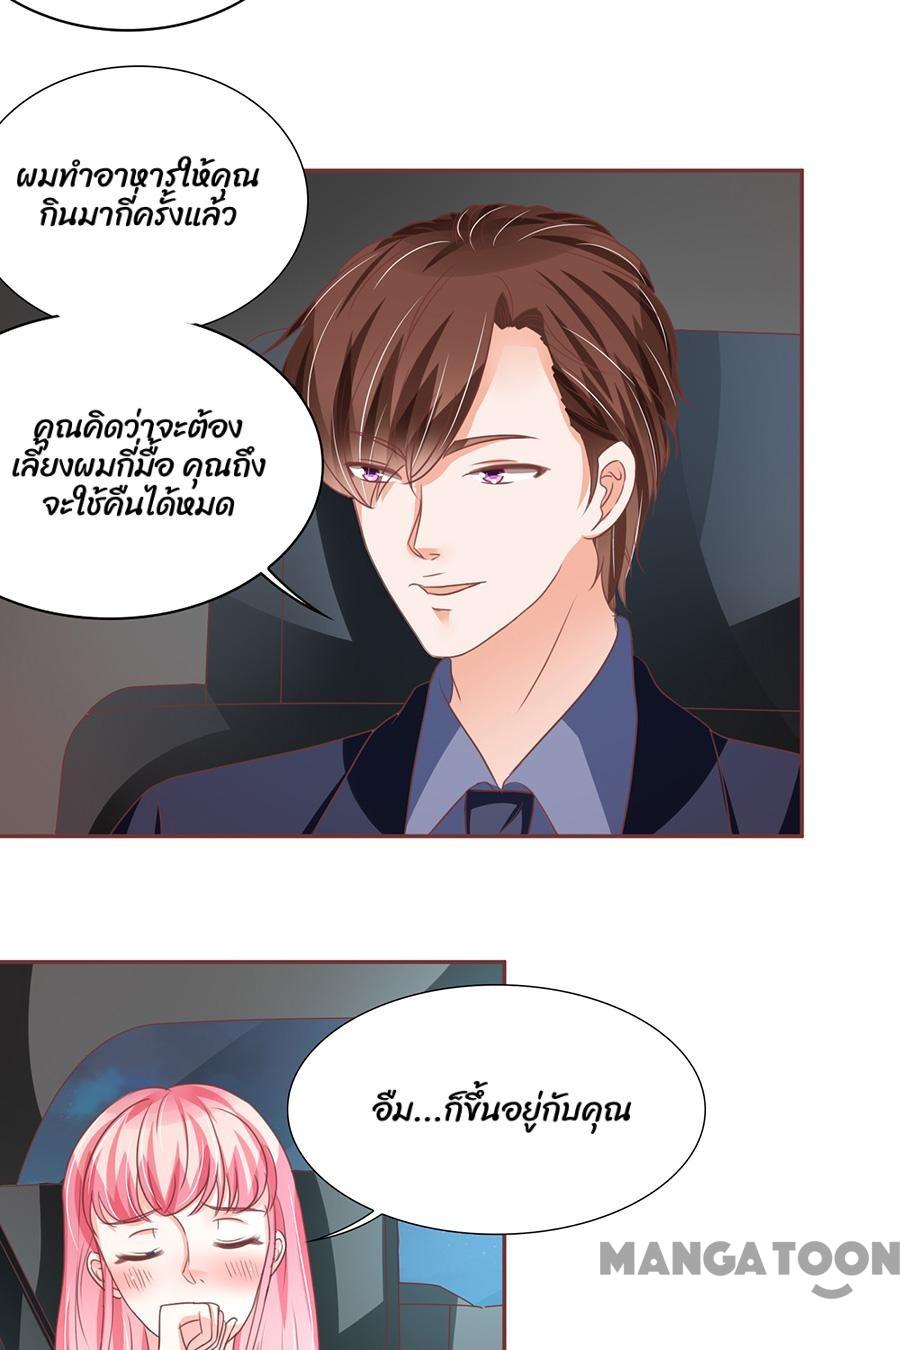 ผมทำอาหารให้คุณ
กินมากี่ครั้งแล้ว
คุณคิดว่าจะต้อง
เลี้ยงผมกี่มื้อ คุณถึง
จะใช้คืนได้หมด
อืม...ก็ขึ้นอยู่กับคุณ
MANGATOON